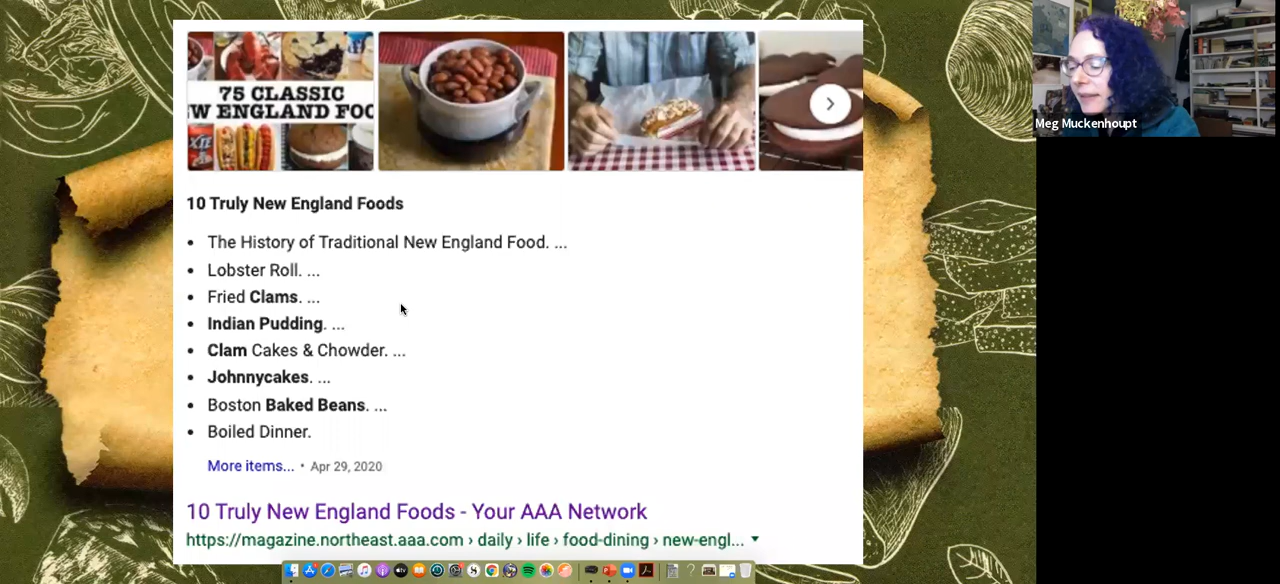 75 CLASSIC
W ENGLAND FOO
Meg Muckenhoupt
10 Truly New England Foods
• The History of Traditional New England Food. ...
• Lobster Roll. ...
• Fried Clams. ...
• Indian Pudding. ...
• Clam Cakes & Chowder. ...
• Johnnycakes. ...
• Boston Baked Beans. ...
• Boiled Dinner.
More items... • Apr 29, 2020
10 Truly New England Foods - Your AAA Network
https://magazine.northeast.aaa.com › daily › life › food-dining › new-engl...